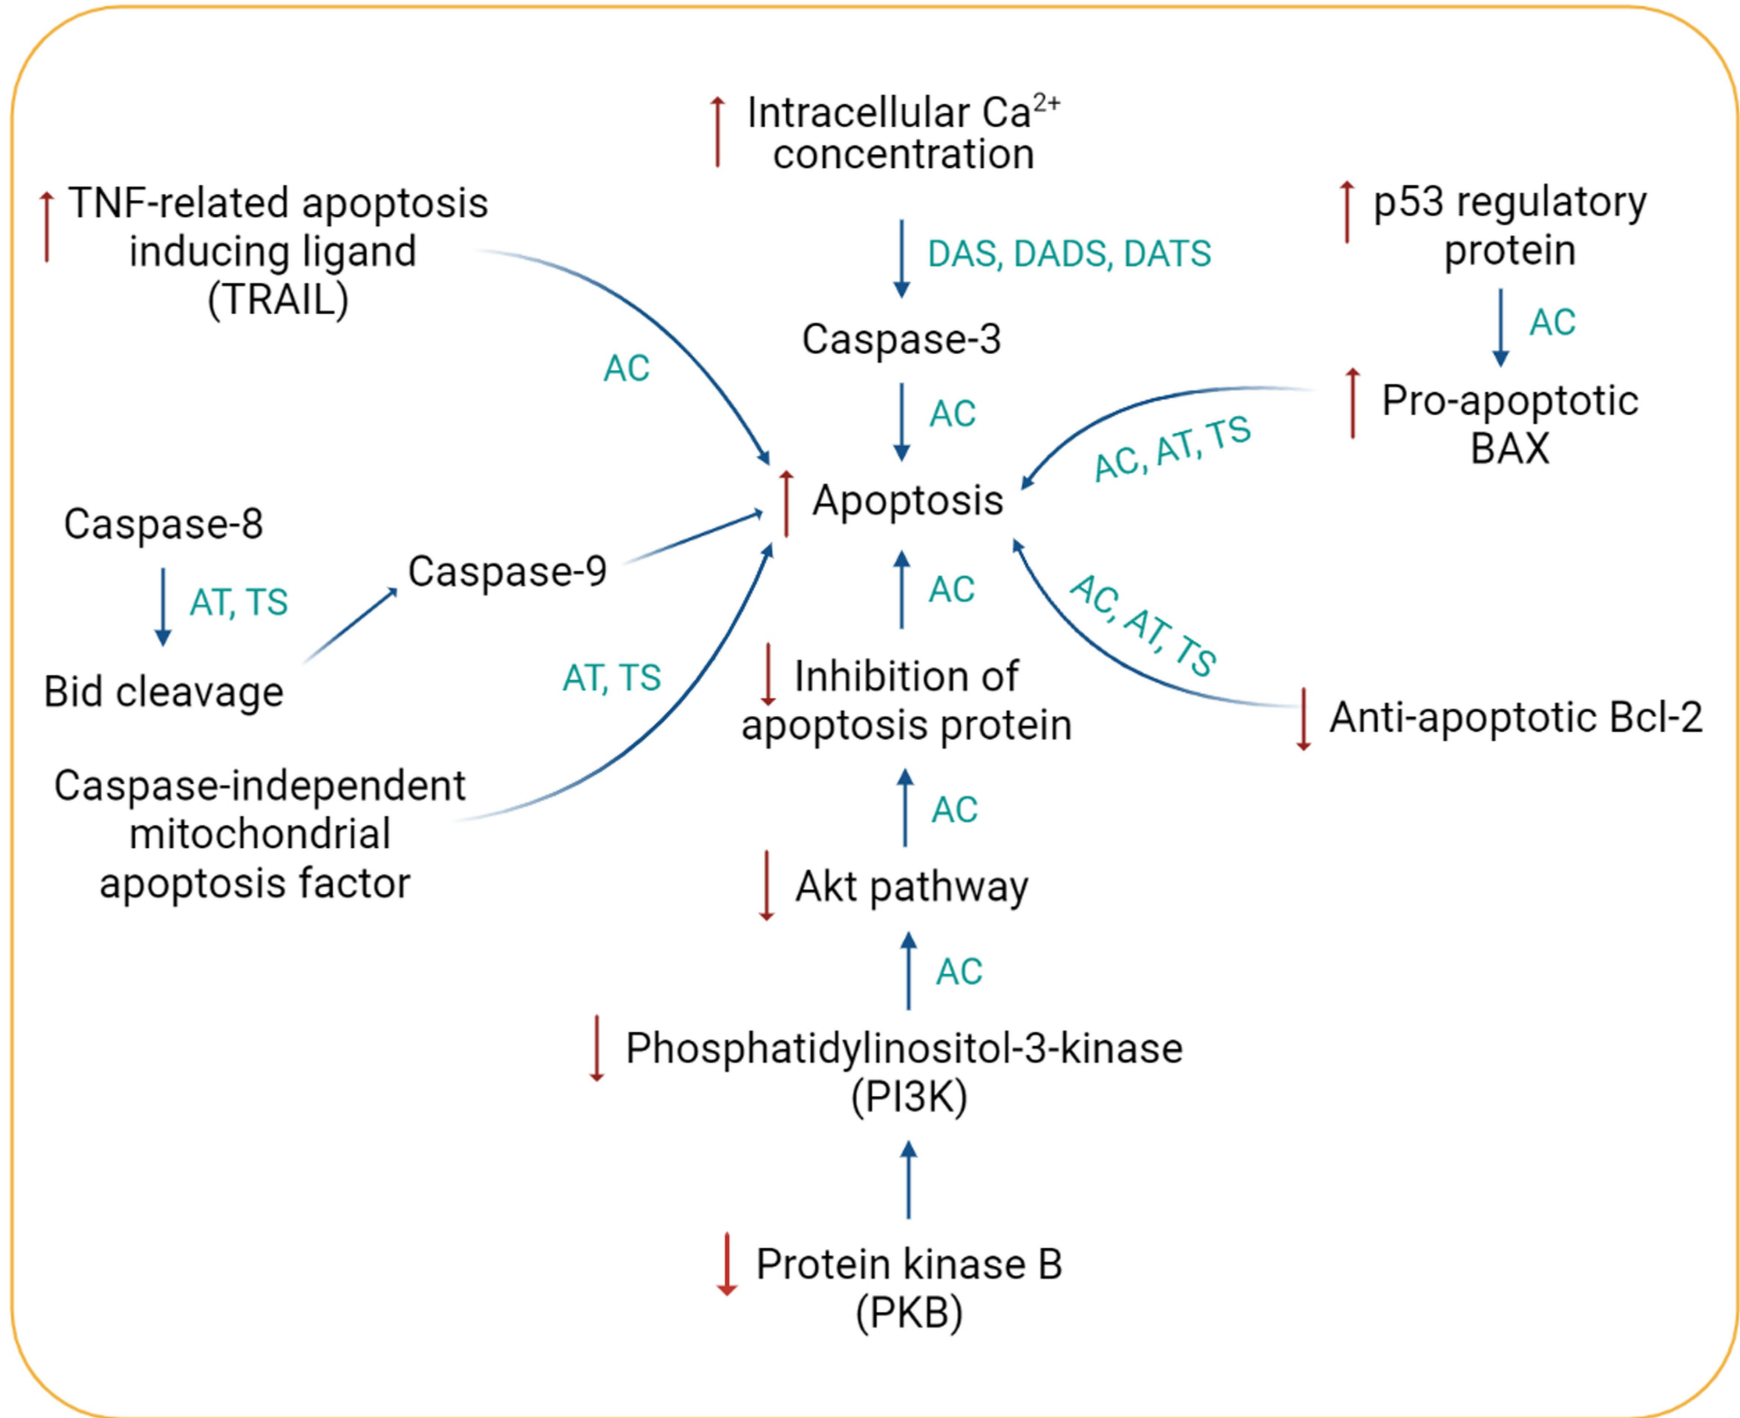 Intracellular Ca²⁺
concentration
TNF-related apoptosis
inducing ligand
(TRAIL)
p53 regulatory
protein
DAS, DADS, DATS
AC
Caspase-3
AC
AC
Pro-apoptotic
BAX
AC, AT, TS
Apoptosis
Caspase-8
Caspase-9
AT, TS
Bid cleavage
AC
AC, AT, TS
AT, TS
Inhibition of
apoptosis protein
Anti-apoptotic Bcl-2
Caspase-independent
mitochondrial
apoptosis factor
AC
Akt pathway
AC
Phosphatidylinositol-3-kinase
(PI3K)
Protein kinase B
(PKB)